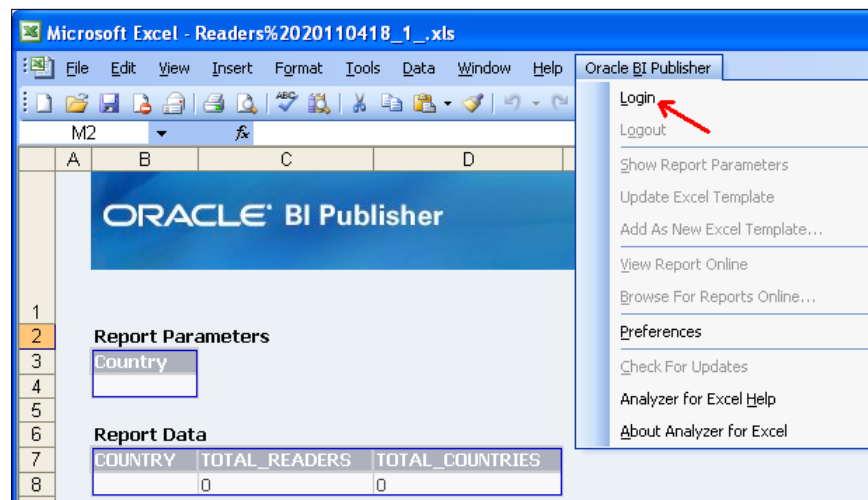 Microsoft Excel - Readers%2020110418_1_.xls
File Edit View Insert Format Tools Data Window Help Oracle BI Publisher
ABC
Login
M2 fx
Logout
A B C D
Show Report Parameters
Update Excel Template
ORACLE BI Publisher
Add As New Excel Template...
View Report Online
Browse For Reports Online...
1
2 Report Parameters
Preferences
3 Country
Check For Updates
4
Analyzer for Excel Help
5
6 Report Data
About Analyzer for Excel
7 COUNTRY TOTAL_READERS TOTAL_COUNTRIES
8 0 0